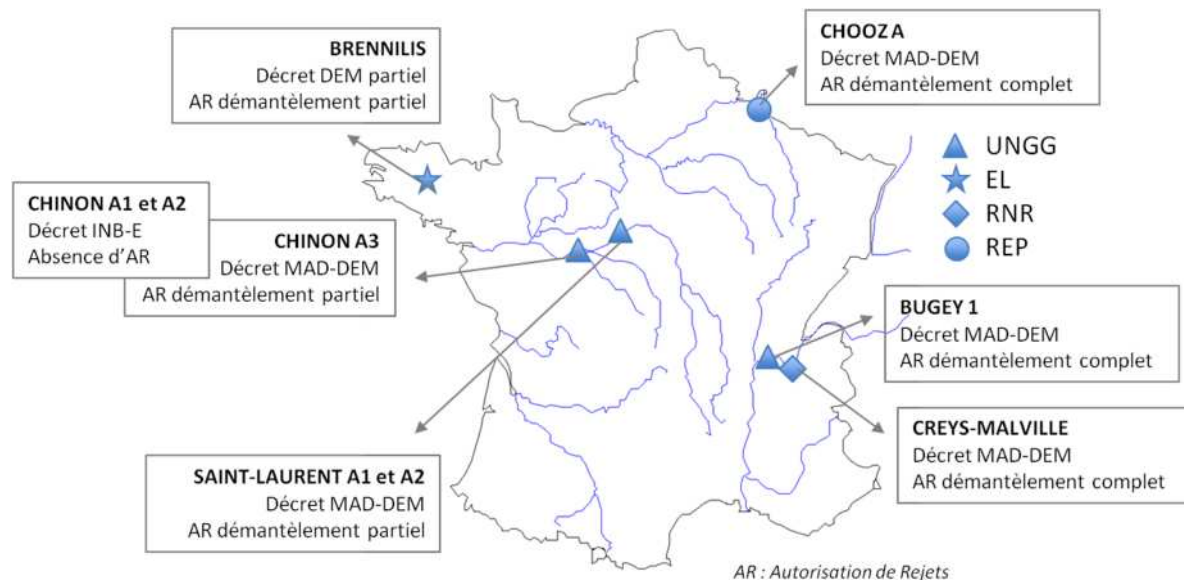 BRENNILIS
Décret DEM partiel
AR démantèlement partiel
CHOOZ A
Décret MAD-DEM
AR démantèlement complet
UNGG
EL
RNR
REP
CHINON A1 et A2
Décret INB-E
Absence d'AR
CHINON A3
Décret MAD-DEM
AR démantèlement partiel
BUGEY 1
Décret MAD-DEM
AR démantèlement complet
CREYS-MALVILLE
Décret MAD-DEM
AR démantèlement complet
SAINT-LAURENT A1 et A2
Décret MAD-DEM
AR démantèlement partiel
AR : Autorisation de Rejets